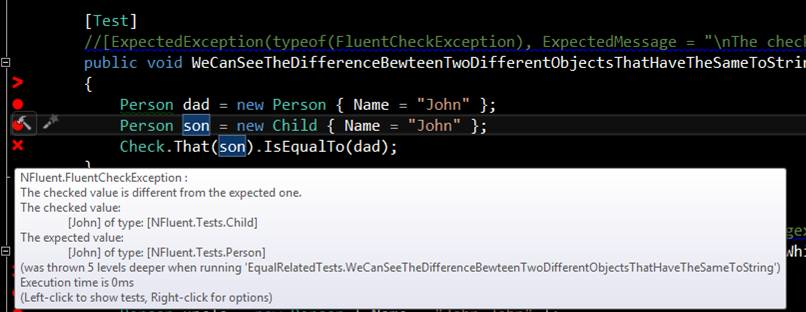 [Test]
//[ExpectedException(typeof(FluentCheckException), ExpectedMessage = "\nThe check
public void WeCanSeeTheDifferenceBewteenTwoDifferentObjectsThatHaveTheSameToString
{
Person dad = new Person { Name = "John" };
Person son = new Child { Name = "John" };
Check.That(son).IsEqualTo(dad);
}
NFluent.FluentCheckException :
The checked value is different from the expected one.
The checked value:
[John] of type: [NFluent.Tests.Child]
The expected value:
[John] of type: [NFluent.Tests.Person]
(was thrown 5 levels deeper when running 'EqualRelatedTests.WeCanSeeTheDifferenceBewteenTwoDifferentObjectsThatHaveTheSameToString')
Execution time is 0ms
(Left-click to show tests, Right-click for options)